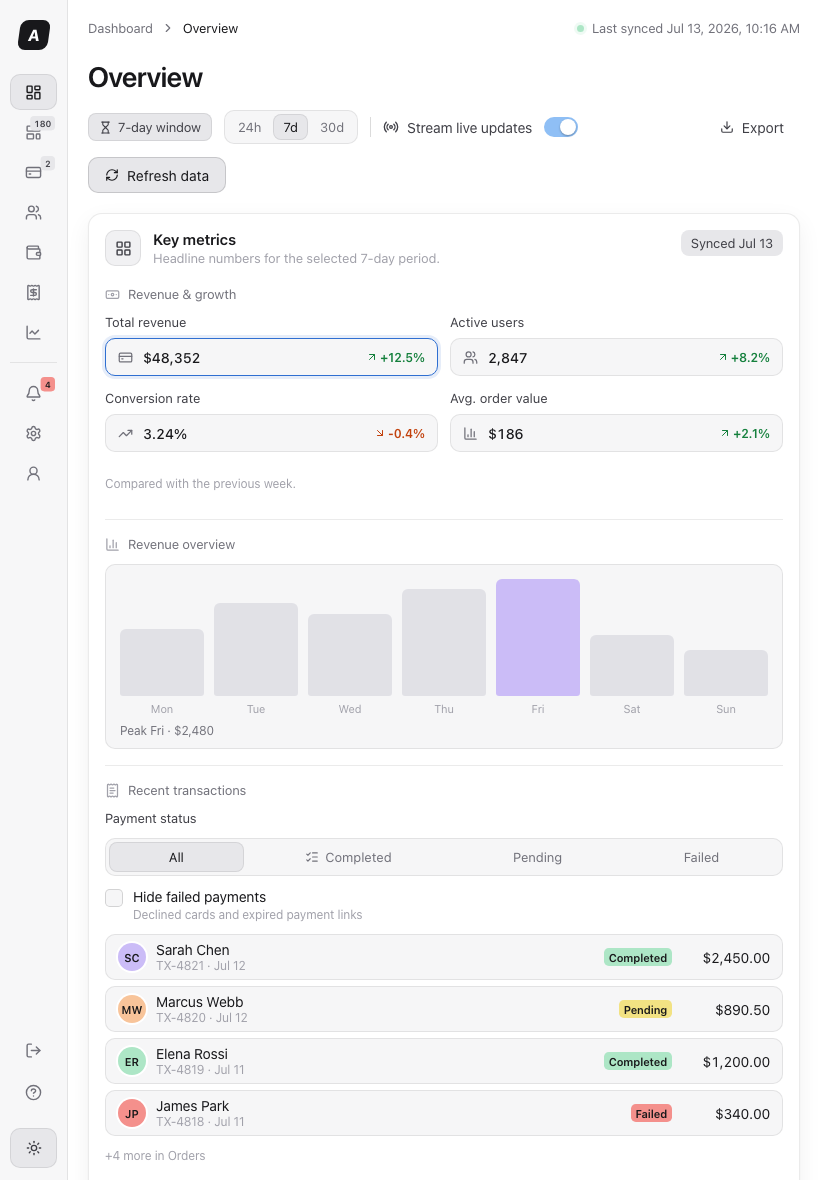 A
Dashboard
Overview
Last synced Jul 13, 2026, 10:16 AM
Overview
180
2
4
7-day window
24h
7d
30d
Stream live updates
Export
Refresh data
Key metrics
Headline numbers for the selected 7-day period.
Synced Jul 13
Revenue & growth
Total revenue
$48,352
+12.5%
Active users
2,847
+8.2%
Conversion rate
3.24%
-0.4%
Avg. order value
$186
+2.1%
Compared with the previous week.
Revenue overview
Mon
Tue
Wed
Thu
Fri
Sat
Sun
Peak Fri · $2,480
Recent transactions
Payment status
All
Completed
Pending
Failed
Hide failed payments
Declined cards and expired payment links
SC
Sarah Chen
TX-4821 · Jul 12
Completed
$2,450.00
MW
Marcus Webb
TX-4820 · Jul 12
Pending
$890.50
ER
Elena Rossi
TX-4819 · Jul 11
Completed
$1,200.00
JP
James Park
TX-4818 · Jul 11
Failed
$340.00
+4 more in Orders